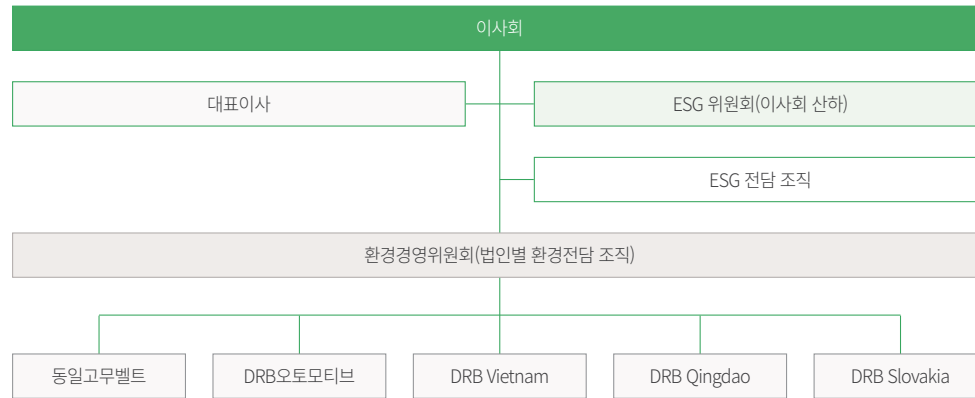 이사회
대표이사
ESG 위원회(이사회 산하)
ESG 전담 조직
환경경영위원회(법인별 환경전담 조직)
동일고무벨트
DRB오토모티브
DRB Vietnam
DRB Qingdao
DRB Slovakia